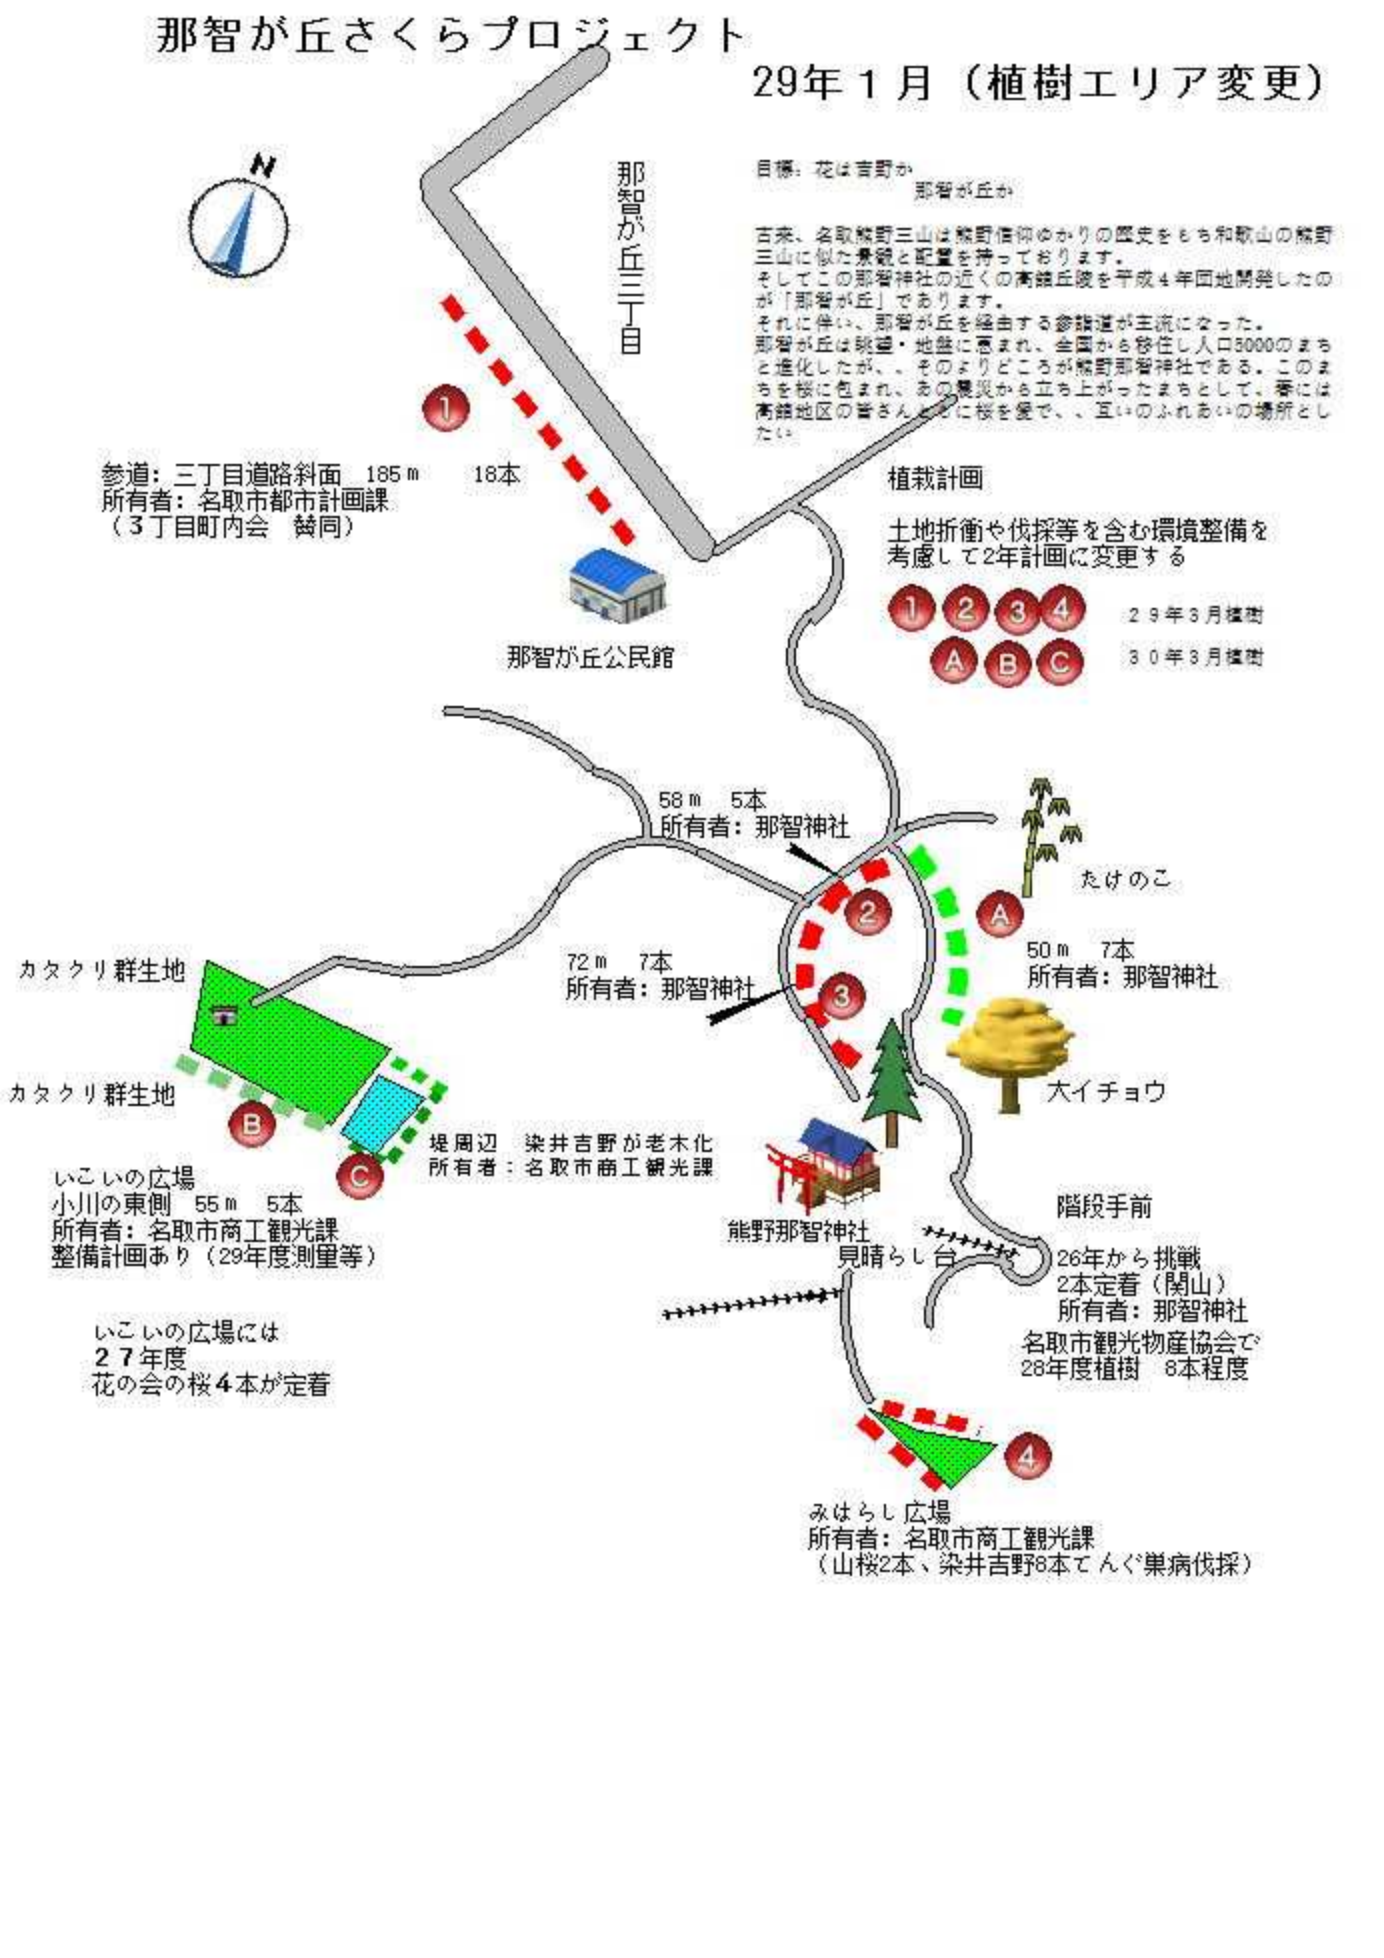 那智が丘さくらプロジェクト
29年１月（植樹エリア変更）
N
那智が丘三丁目
目標：花は吉野か
那智が丘か
古来、名取熊野三山は熊野信仰ゆかりの歴史をもち和歌山の熊野
三山に似た景観と配置を持っております。
そしてこの那智神社の近くの高舘丘陵を平成４年団地開発したの
が「那智が丘」であります。
それに伴い、那智が丘を経由する参詣道が主流になった。
那智が丘は眺望・地盤に恵まれ、全国から移住し人口5000のまち
と進化したが、、そのよりどころが熊野那智神社である。このま
ちを桜に包まれ、あの震災から立ち上がったまちとして、春には
高舘地区の皆さんともに桜を愛で、、互いのふれあいの場所とし
たい
1
参道：三丁目道路斜面　185ｍ　　18本
所有者：名取市都市計画課
（３丁目町内会　賛同）
植栽計画
土地折衝や伐採等を含む環境整備を
考慮して2年計画に変更する
1 2 3 4　２９年３月植樹
A B C　３０年３月植樹
那智が丘公民館
58ｍ　5本
所有者：那智神社
たけのこ
2
A
50ｍ　7本
所有者：那智神社
72ｍ　7本
所有者：那智神社
3
カタクリ群生地
カタクリ群生地
大イチョウ
B
堤周辺　染井吉野が老木化
所有者：名取市商工観光課
C
いこいの広場
小川の東側　55ｍ　5本
所有者：名取市商工観光課
整備計画あり（29年度測量等）
熊野那智神社
見晴らし台
階段手前
26年から挑戦
2本定着（関山）
所有者：那智神社
名取市観光物産協会で
28年度植樹　8本程度
いこいの広場には
２７年度
花の会の桜４本が定着
4
みはらし広場
所有者：名取市商工観光課
（山桜2本、染井吉野8本てんぐ巣病伐採）